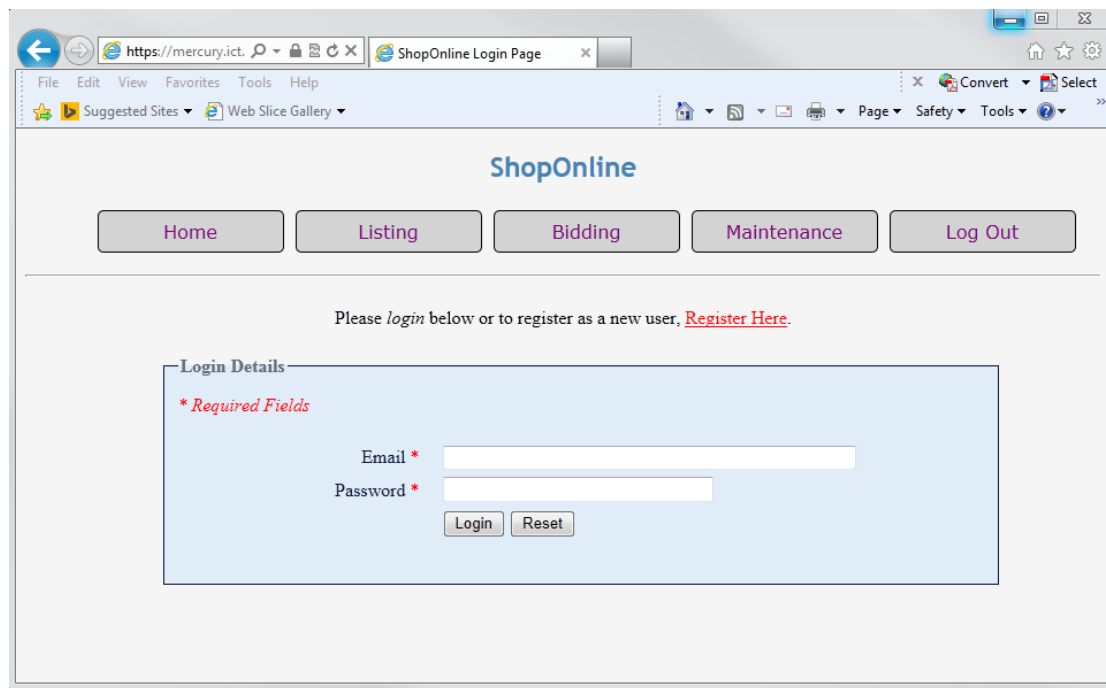 https://mercury.ict.
ShopOnline Login Page
File Edit View Favorites Tools Help
x Convert Select
Suggested Sites Web Slice Gallery
Page Safety Tools
ShopOnline
Home Listing Bidding Maintenance Log Out
Please login below or to register as a new user, Register Here.
Login Details
* Required Fields
Email *
Password *
Login Reset